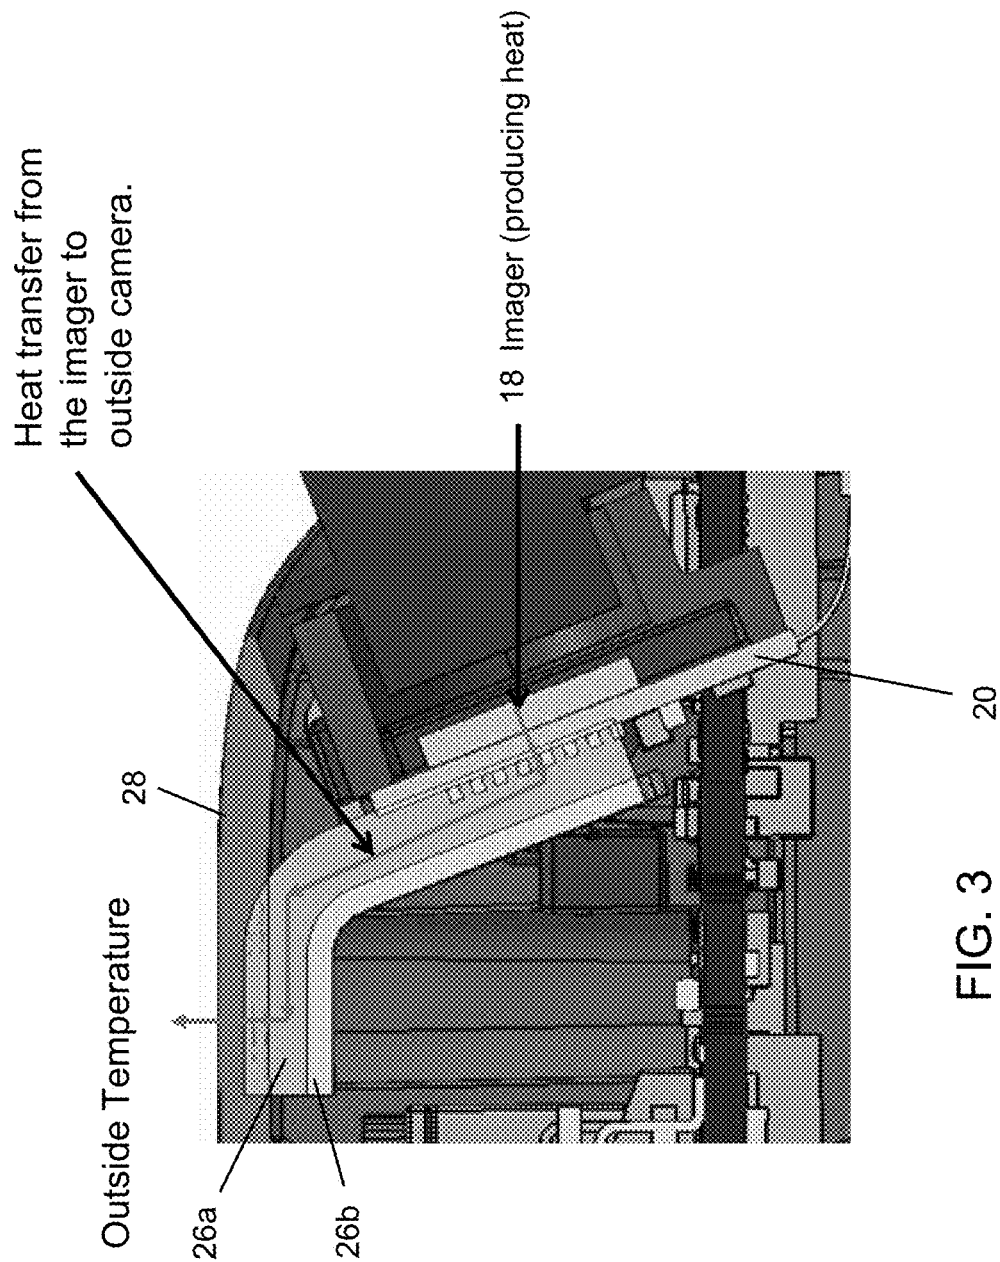 Heat transfer from
the imager to
outside camera.
18 Imager (producing heat)
28
Outside Temperature
26a
26b
20
FIG. 3